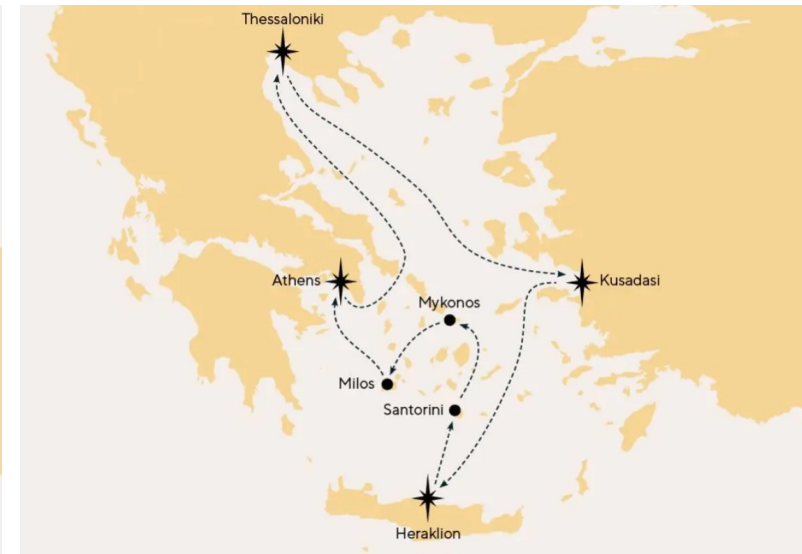 Thessaloniki
Athens
Kusadasi
Mykonos
Milos
Santorini
Heraklion